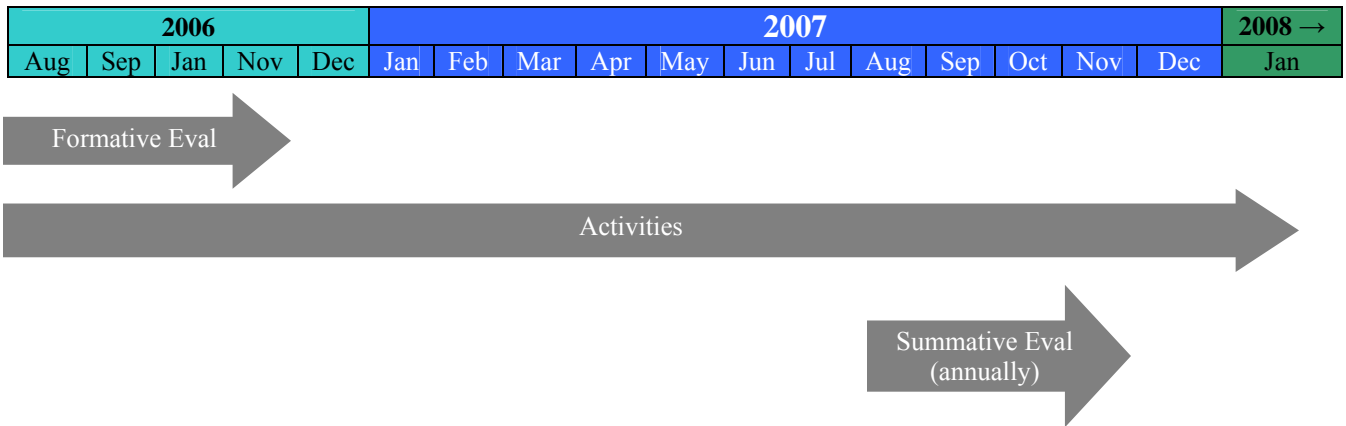 2006 2007 2008 →
Aug Sep Jan Nov Dec Jan Feb Mar Apr May Jun Jul Aug Sep Oct Nov Dec Jan
Formative Eval
Activities
Summative Eval
(annually)